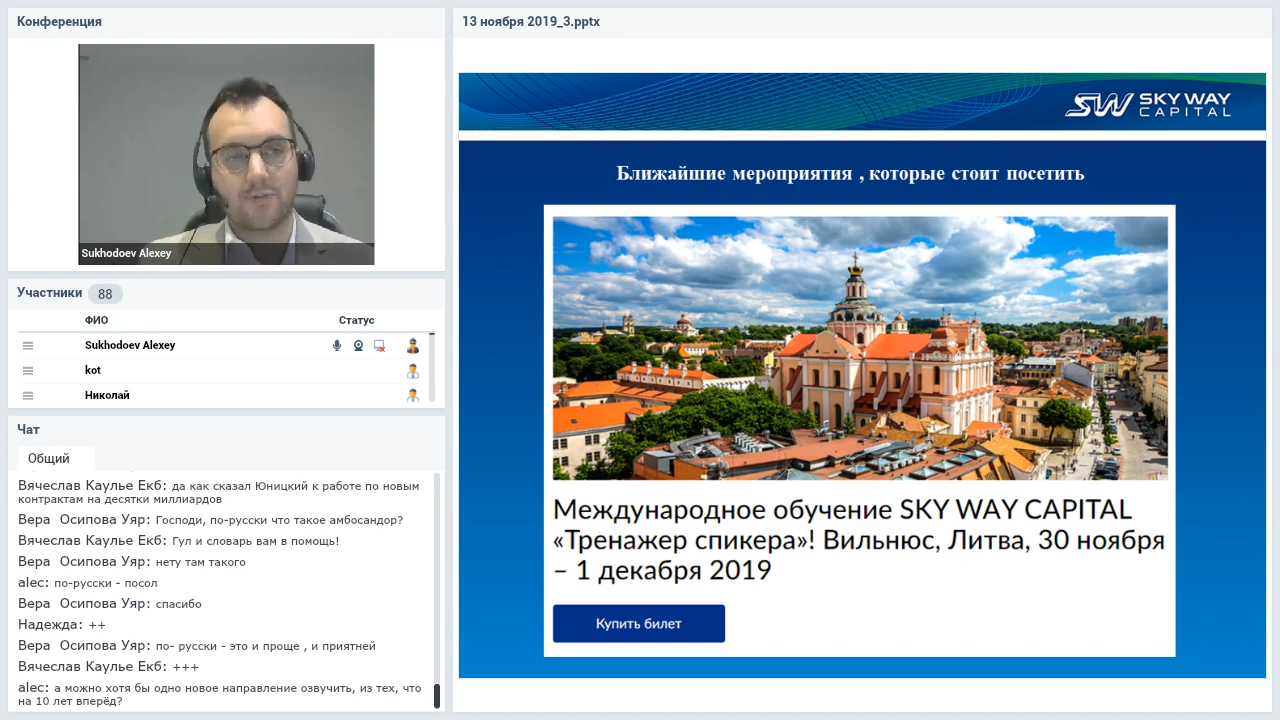 Конференция
Sukhodoev Alexey
Участники 88
ФИО Статус
Sukhodoev Alexey
kot
Николай
Чат
Общий
Вячеслав Каулье Екб: да как сказал Юницкий к работе по новым
контрактам на десятки миллиардов
Вера Осипова Уяр: Господи, по-русски что такое амбосандор?
Вячеслав Каулье Екб: Гул и словарь вам в помощь!
Вера Осипова Уяр: нету там такого
alec: по-русски - посол
Вера Осипова Уяр: спасибо
Надежда: ++
Вера Осипова Уяр: по- русски - это и проще , и приятней
Вячеслав Каулье Екб: +++
alec: а можно хотя бы одно новое направление озвучить, из тех, что
на 10 лет вперёд?
13 ноября 2019_3.pptx
SW SKY WAY
CAPITAL
Ближайшие мероприятия , которые стоит посетить
Международное обучение SKY WAY CAPITAL
«Тренажер спикера»! Вильнюс, Литва, 30 ноября
– 1 декабря 2019
Купить билет